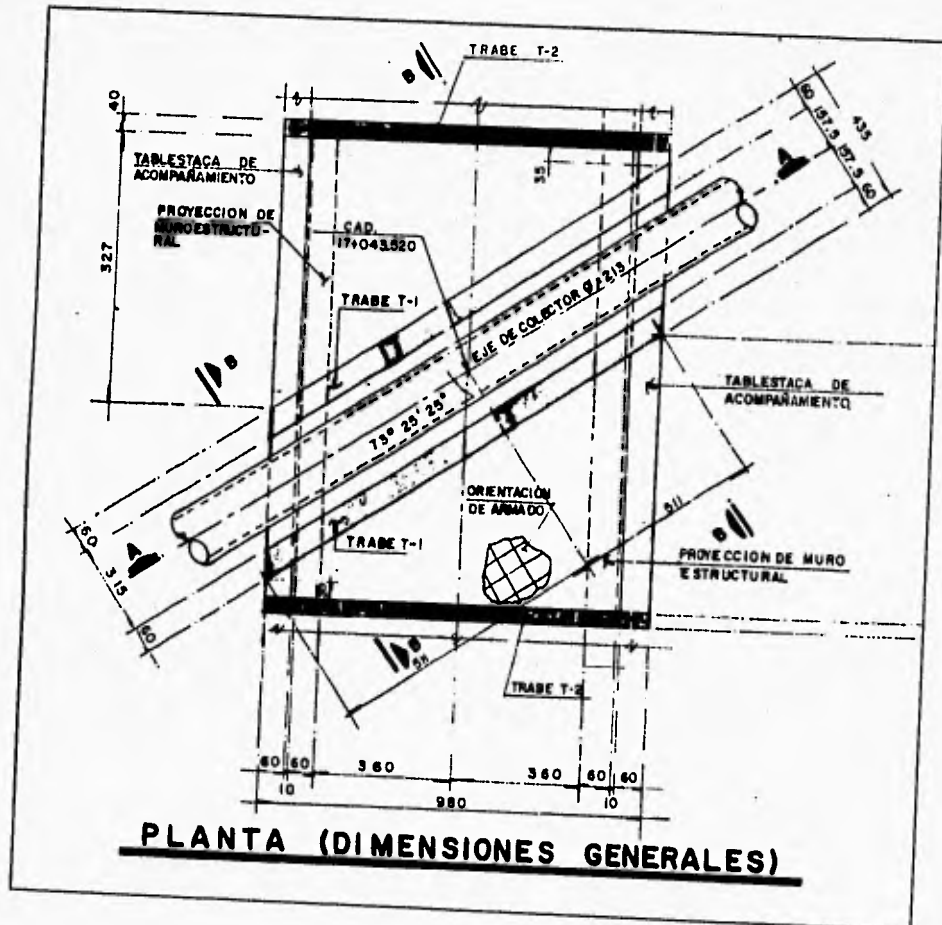 TRABE T-2
B
40
60 157.5 157.5 60
435
A
TABLESTACA DE
ACOMPAÑAMIENTO
35
PROYECCION DE
MURO ESTRUCTU-
RAL
CAD.
17+043.520
327
TRABE T-1
EJE DE COLECTOR Ø=213
B
TABLESTACA DE
ACOMPAÑAMIENTO
73° 25' 25"
ORIENTACIÓN
DE ARMADO
511
B
60
A
315
60
TRABE T-1
PROYECCION DE MURO
ESTRUCTURAL
B
TRABE T-2
60 60 360 360 60 60
10 980 10
PLANTA (DIMENSIONES GENERALES)